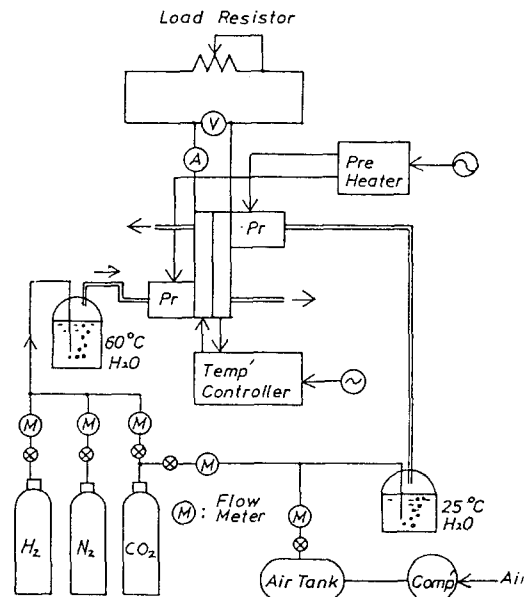 Load Resistor
V
A
Pre
Heater
Pr
Pr
60°C
H2O
Temp'
Controller
M
M
M
M
M : Flow
Meter
M
25°C
H2O
H2
N2
CO2
Air Tank
Comp'
Air